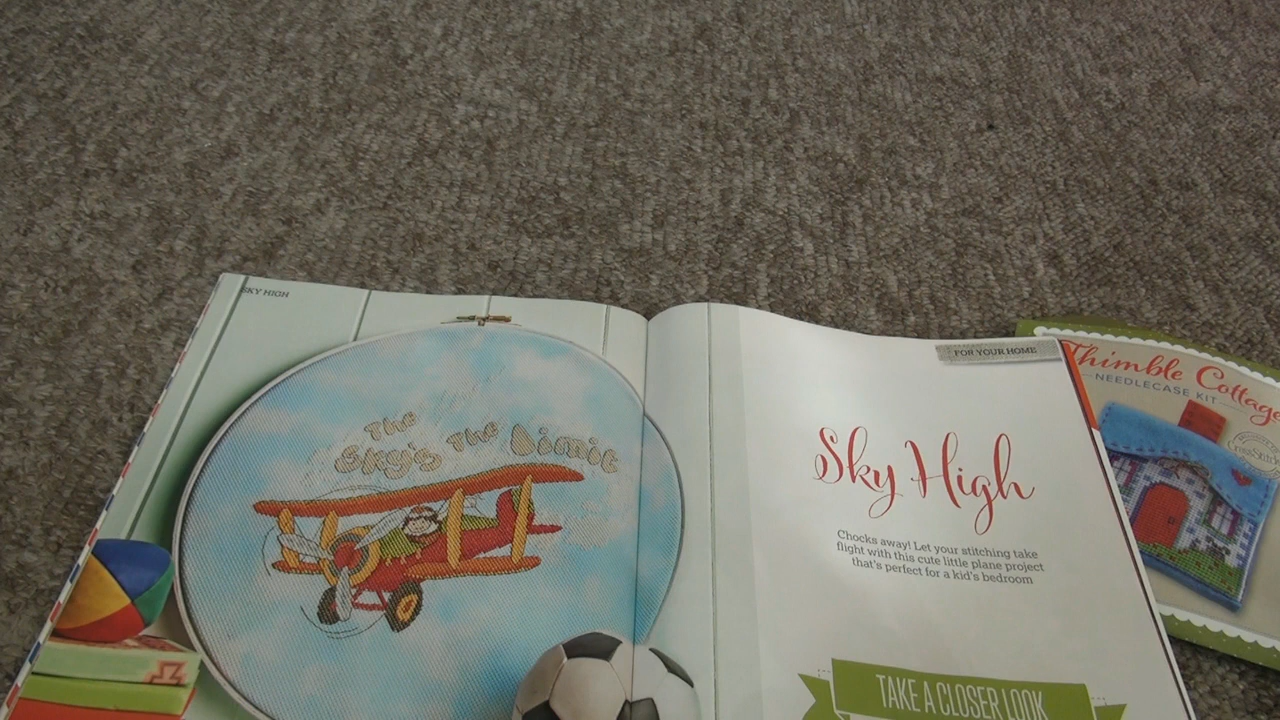 SKY HIGH
The
Sky's The Limit
FOR YOUR HOME
Sky High
Chocks away! Let your stitching take
flight with this cute little plane project
that's perfect for a kid's bedroom
TAKE A CLOSER LOOK
Thimble Cottage
NEEDLECASE KIT
CrossStitch